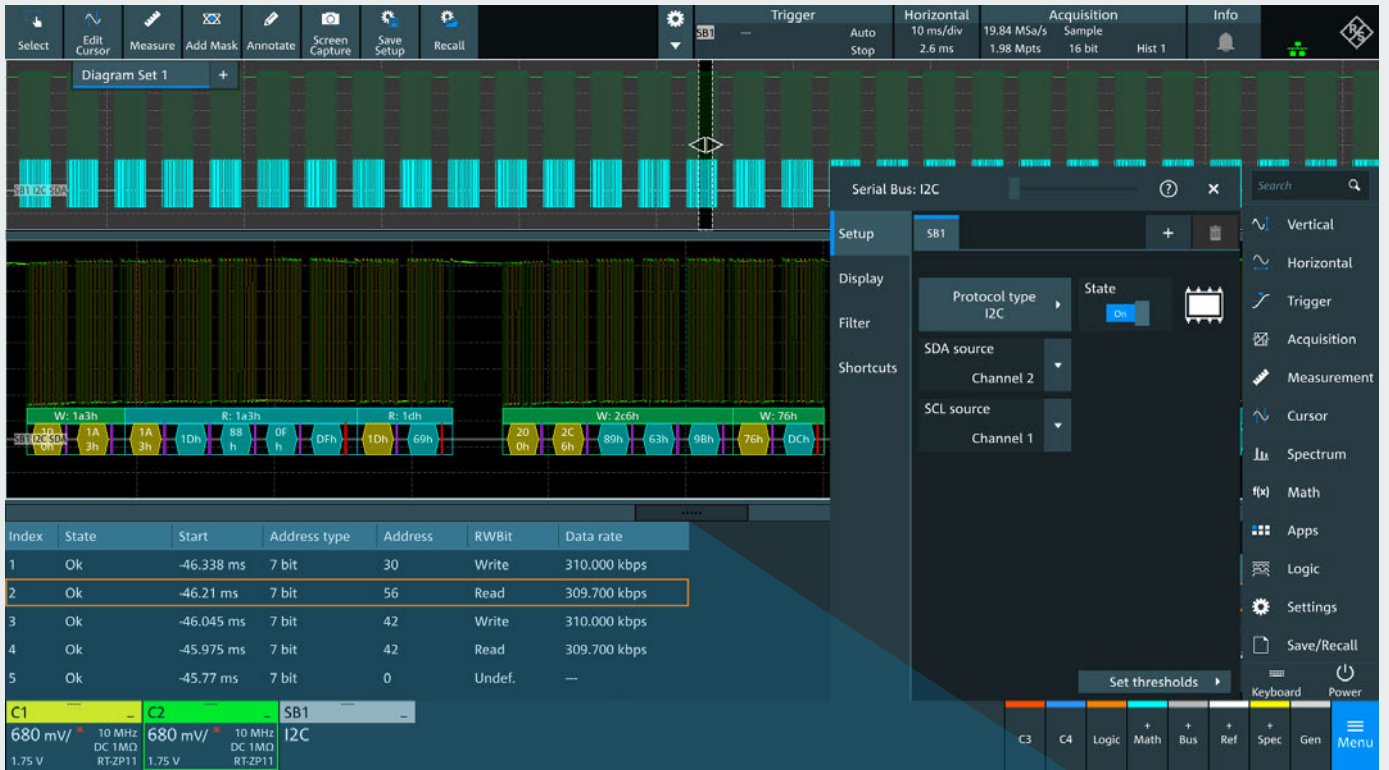 Select
Edit
Cursor
Measure
Add Mask
Annotate
Screen
Capture
Save
Setup
Recall
SB1
Trigger
Auto
Stop
Horizontal
10 ms/div
2.6 ms
Acquisition
19.84 MSa/s
Sample
1.98 Mpts
16 bit
Hist 1
Info
R&S
Diagram Set 1 +
SB1 I2C SDA
W: 1a3h
R: 1a3h
R: 1dh
W: 2c6h
W: 76h
SB1 I2C SDA
10
0h
1A
3h
1A
3h
1Dh
88
h
0F
h
DFh
1Dh
69h
20
0h
2C
6h
89h
63h
9Bh
76h
DCh
Index State Start Address type Address RWBit Data rate
1 Ok -46.338 ms 7 bit 30 Write 310.000 kbps
2 Ok -46.21 ms 7 bit 56 Read 309.700 kbps
3 Ok -46.045 ms 7 bit 42 Write 310.000 kbps
4 Ok -45.975 ms 7 bit 42 Read 309.700 kbps
5 Ok -45.77 ms 7 bit 0 Undef. —
Serial Bus: I2C
?
Setup
Display
Filter
Shortcuts
SB1
+
Protocol type
I2C
State
On
SDA source
Channel 2
SCL source
Channel 1
Set thresholds
Search
Vertical
Horizontal
Trigger
Acquisition
Measurement
Cursor
Spectrum
f(x) Math
Apps
Logic
Settings
Save/Recall
Keyboard
Power
C1
680 mV/
10 MHz
DC 1MΩ
1.75 V
RT-ZP11
C2
680 mV/
10 MHz
DC 1MΩ
1.75 V
RT-ZP11
SB1
I2C
C3
C4
Logic
+
Math
+
Bus
+
Ref
+
Spec
Gen
Menu